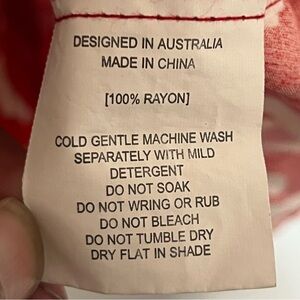 DESIGNED IN AUSTRALIA
MADE IN CHINA
[100% RAYON]
COLD GENTLE MACHINE WASH
SEPARATELY WITH MILD
DETERGENT
DO NOT SOAK
DO NOT WRING OR RUB
DO NOT BLEACH
DO NOT TUMBLE DRY
DRY FLAT IN SHADE